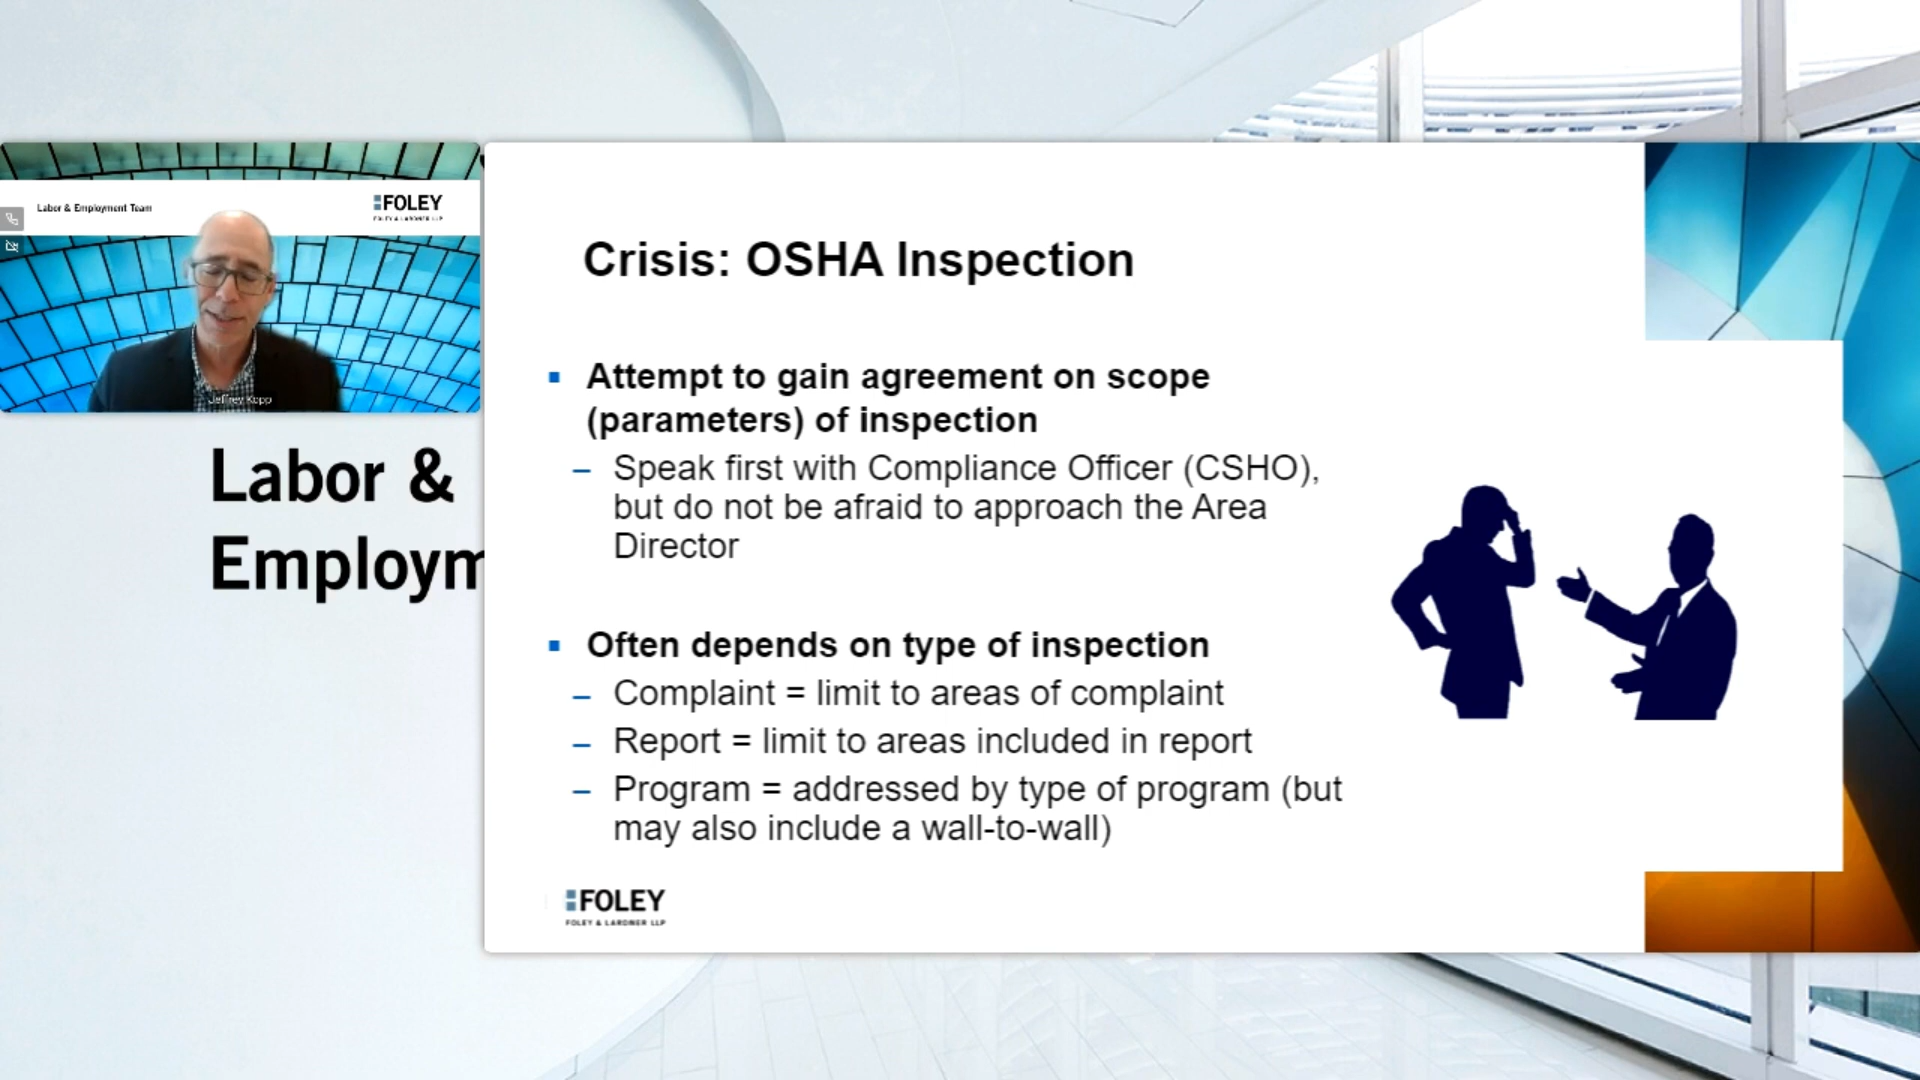 Labor & Employment Team
FOLEY
FOLEY & LARDNER LLP
Jeffrey Kopp
Labor &
Employm
Crisis: OSHA Inspection
Attempt to gain agreement on scope
(parameters) of inspection
– Speak first with Compliance Officer (CSHO),
but do not be afraid to approach the Area
Director
Often depends on type of inspection
– Complaint = limit to areas of complaint
– Report = limit to areas included in report
– Program = addressed by type of program (but
may also include a wall-to-wall)
FOLEY
FOLEY & LARDNER LLP